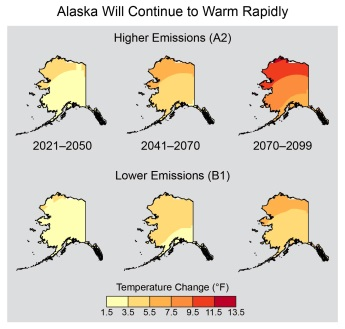 Alaska Will Continue to Warm Rapidly
Higher Emissions (A2)
2021–2050 2041–2070 2070–2099
Lower Emissions (B1)
Temperature Change (°F)
1.5 3.5 5.5 7.5 9.5 11.5 13.5